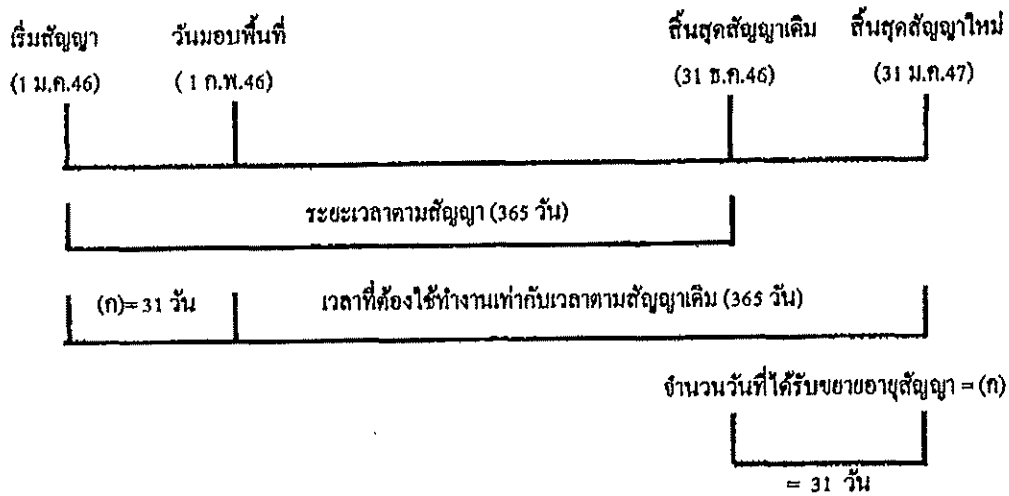 เริ่มสัญญา วันมอบพื้นที่ สิ้นสุดสัญญาเดิม สิ้นสุดสัญญาใหม่
(1 ม.ค.46) ( 1 ก.พ.46) (31 ธ.ค.46) (31 ม.ค.47)
ระยะเวลาตามสัญญา (365 วัน)
(ก)= 31 วัน เวลาที่ต้องใช้ทำงานเท่ากับเวลาตามสัญญาเดิม (365 วัน)
จำนวนวันที่ได้รับขยายอายุสัญญา = (ก)
= 31 วัน